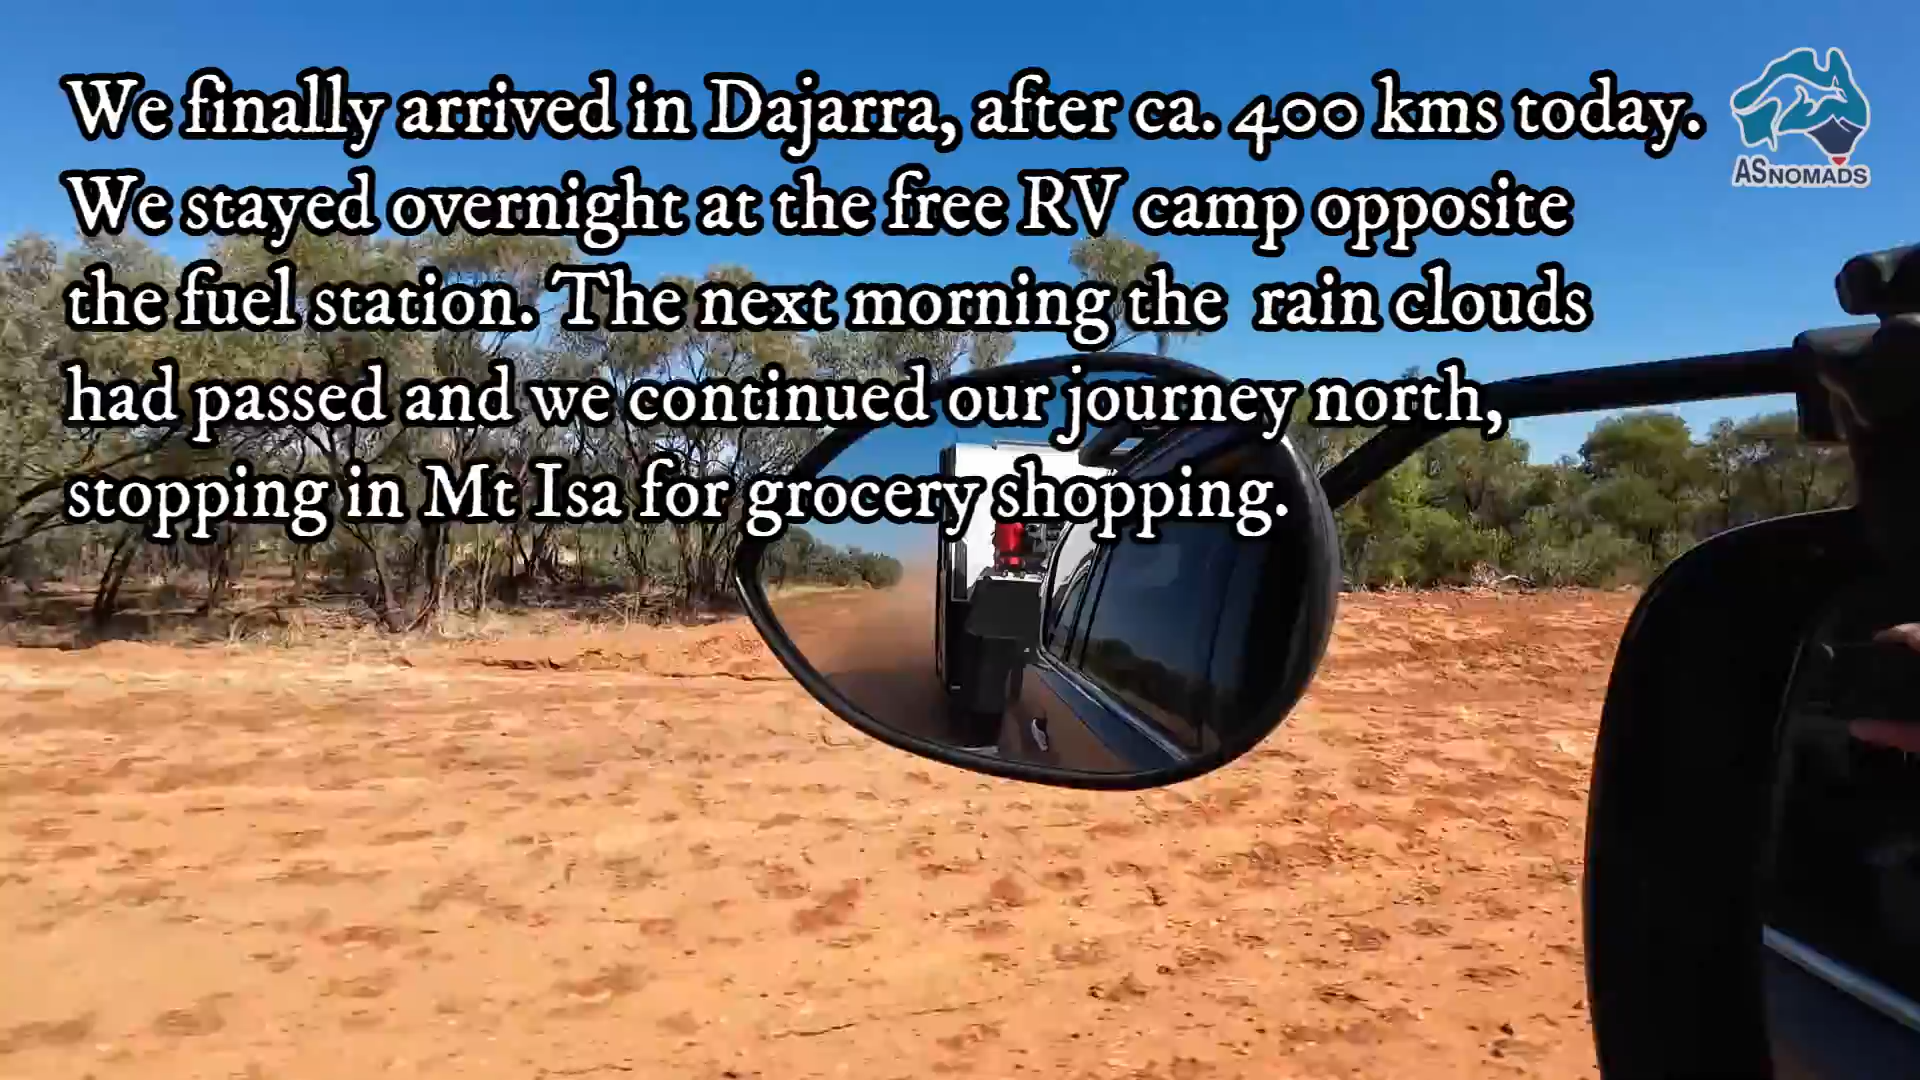 We finally arrived in Dajarra, after ca. 400 kms today.
We stayed overnight at the free RV camp opposite
the fuel station. The next morning the  rain clouds
had passed and we continued our journey north,
stopping in Mt Isa for grocery shopping.
ASNOMADS